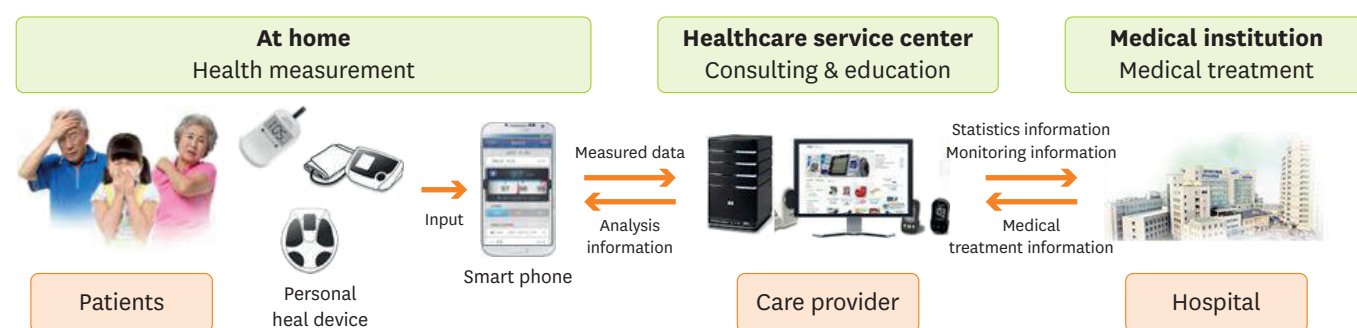 At home
Health measurement
Healthcare service center
Consulting & education
Medical institution
Medical treatment
Input
Smart phone
Measured data
Analysis
information
Statistics information
Monitoring information
Medical
treatment information
Patients
Personal
heal device
Care provider
Hospital